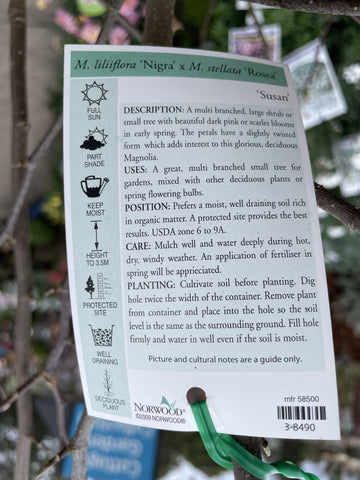 M. liliiflora 'Nigra' x M. stellata 'Rosea'
'Susan'
FULL
SUN
PART
SHADE
KEEP
MOIST
HEIGHT
TO 3.5M
PROTECTED
SITE
WELL
DRAINING
DECIDUOUS
PLANT
DESCRIPTION: A multi branched, large shrub or
small tree with beautiful dark pink or scarlet blooms
in early spring. The petals have a slightly twisted
form which adds interest to this glorious, deciduous
Magnolia.
USES: A great, multi branched small tree for
gardens, mixed with other deciduous plants or
spring flowering bulbs.
POSITION: Prefers a moist, well draining soil rich
in organic matter. A protected site provides the best
results. USDA zone 6 to 9A.
CARE: Mulch well and water deeply during hot,
dry, windy weather. An application of fertiliser in
spring will be appreciated.
PLANTING: Cultivate soil before planting. Dig
hole twice the width of the container. Remove plant
from container and place into the hole so the soil
level is the same as the surrounding ground. Fill hole
firmly and water in well even if the soil is moist.
Picture and cultural notes are a guide only.
NORWOOD®
©2009 NORWOOD®
mfr 58500
3-8490